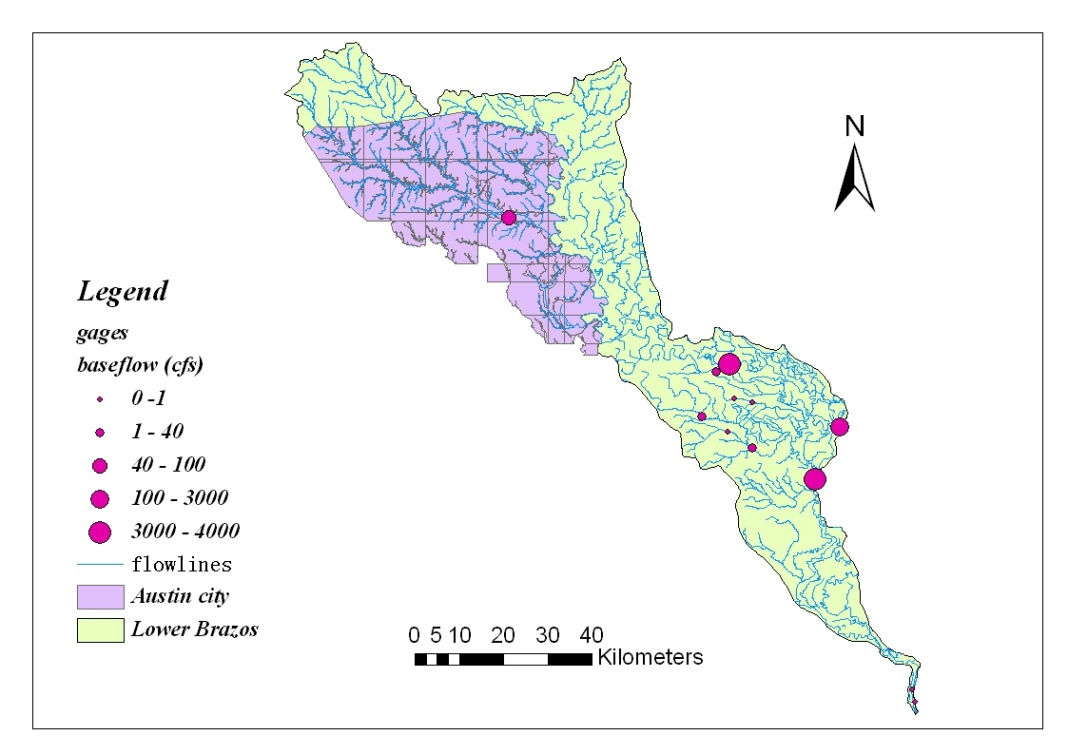 N
Legend
gages
baseflow (cfs)
0 -1
1 - 40
40 - 100
100 - 3000
3000 - 4000
flowlines
Austin city
Lower Brazos
0 5 10 20 30 40
Kilometers